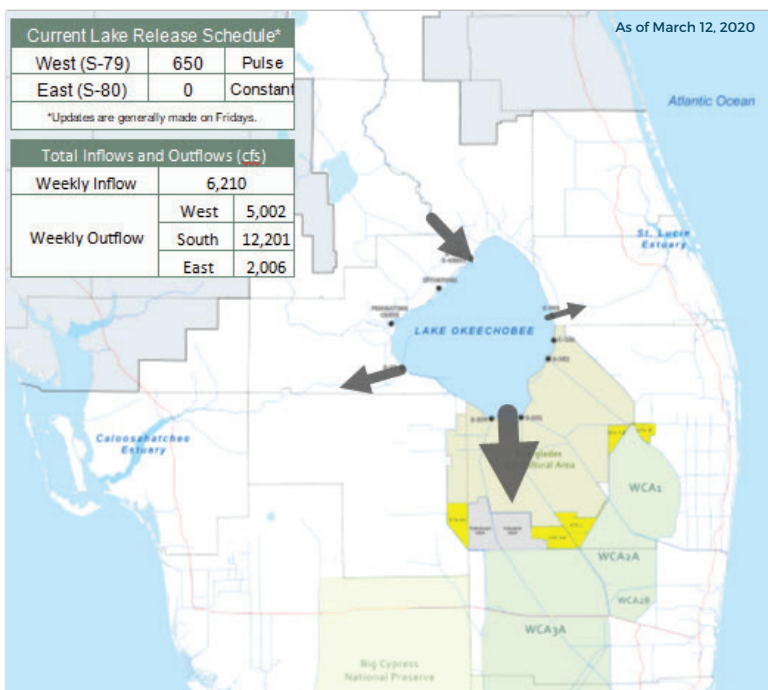 As of March 12, 2020
Current Lake Release Schedule*
West (S-79) 650 Pulse
East (S-80) 0 Constant
*Updates are generally made on Fridays.
Total Inflows and Outflows (cfs)
Weekly Inflow 6,210
Weekly Outflow
West 5,002
South 12,201
East 2,006
Atlantic Ocean
St. Lucie
Estuary
LAKE OKEECHOBEE
Caloosahatchee
Estuary
Area
WCA1
WCA2A
WCA2B
WCA3A
Big Cypress
National Preserve